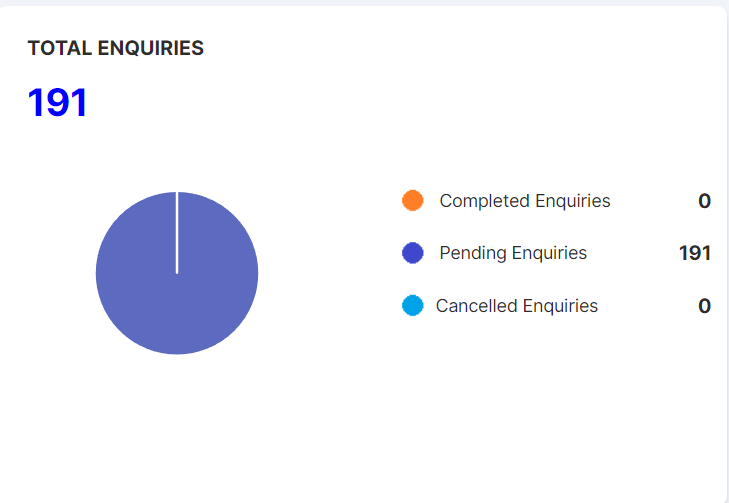 TOTAL ENQUIRIES
191
Completed Enquiries 0
Pending Enquiries 191
Cancelled Enquiries 0